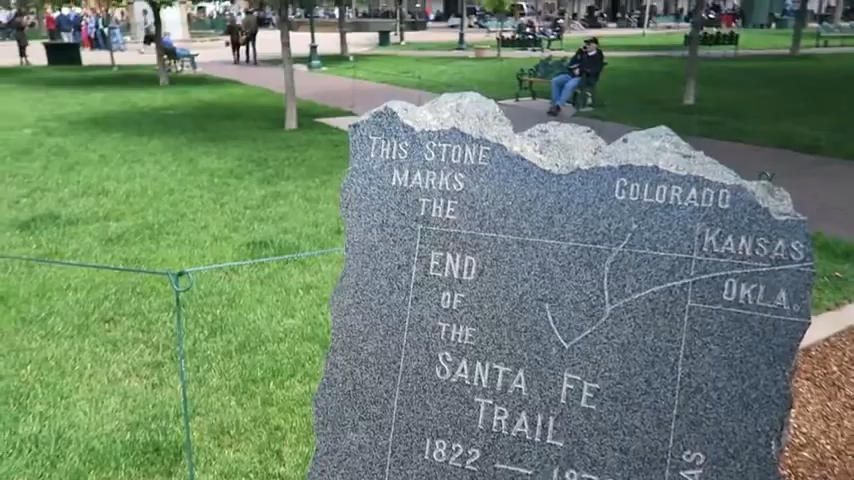 THIS STONE
MARKS
THE
COLORADO
KANSAS
END
OKLA.
OF
THE
SANTA FE
TRAIL
1822 —